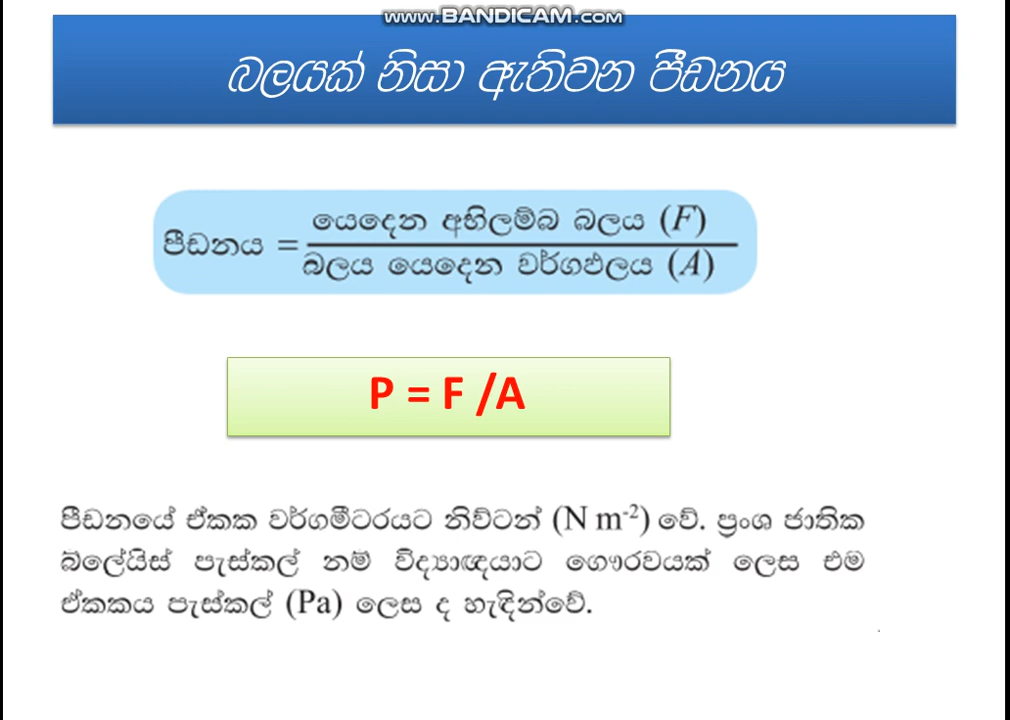 www.BANDICAM.com
බලයක් නිසා ඇතිවන පීඩනය
යෙදෙන අභිලම්බ බලය (F)
පීඩනය =
බලය යෙදෙන වර්ගඵලය (A)
P = F /A
පීඩනයේ ඒකක වර්ගමීටරයට නිව්ටන් (N m⁻²) වේ. ප්‍රංශ ජාතික
බ්ලේයිස් පැස්කල් නම් විද්‍යාඥයාට ගෞරවයක් ලෙස එම
ඒකකය පැස්කල් (Pa) ලෙස ද හැඳින්වේ.